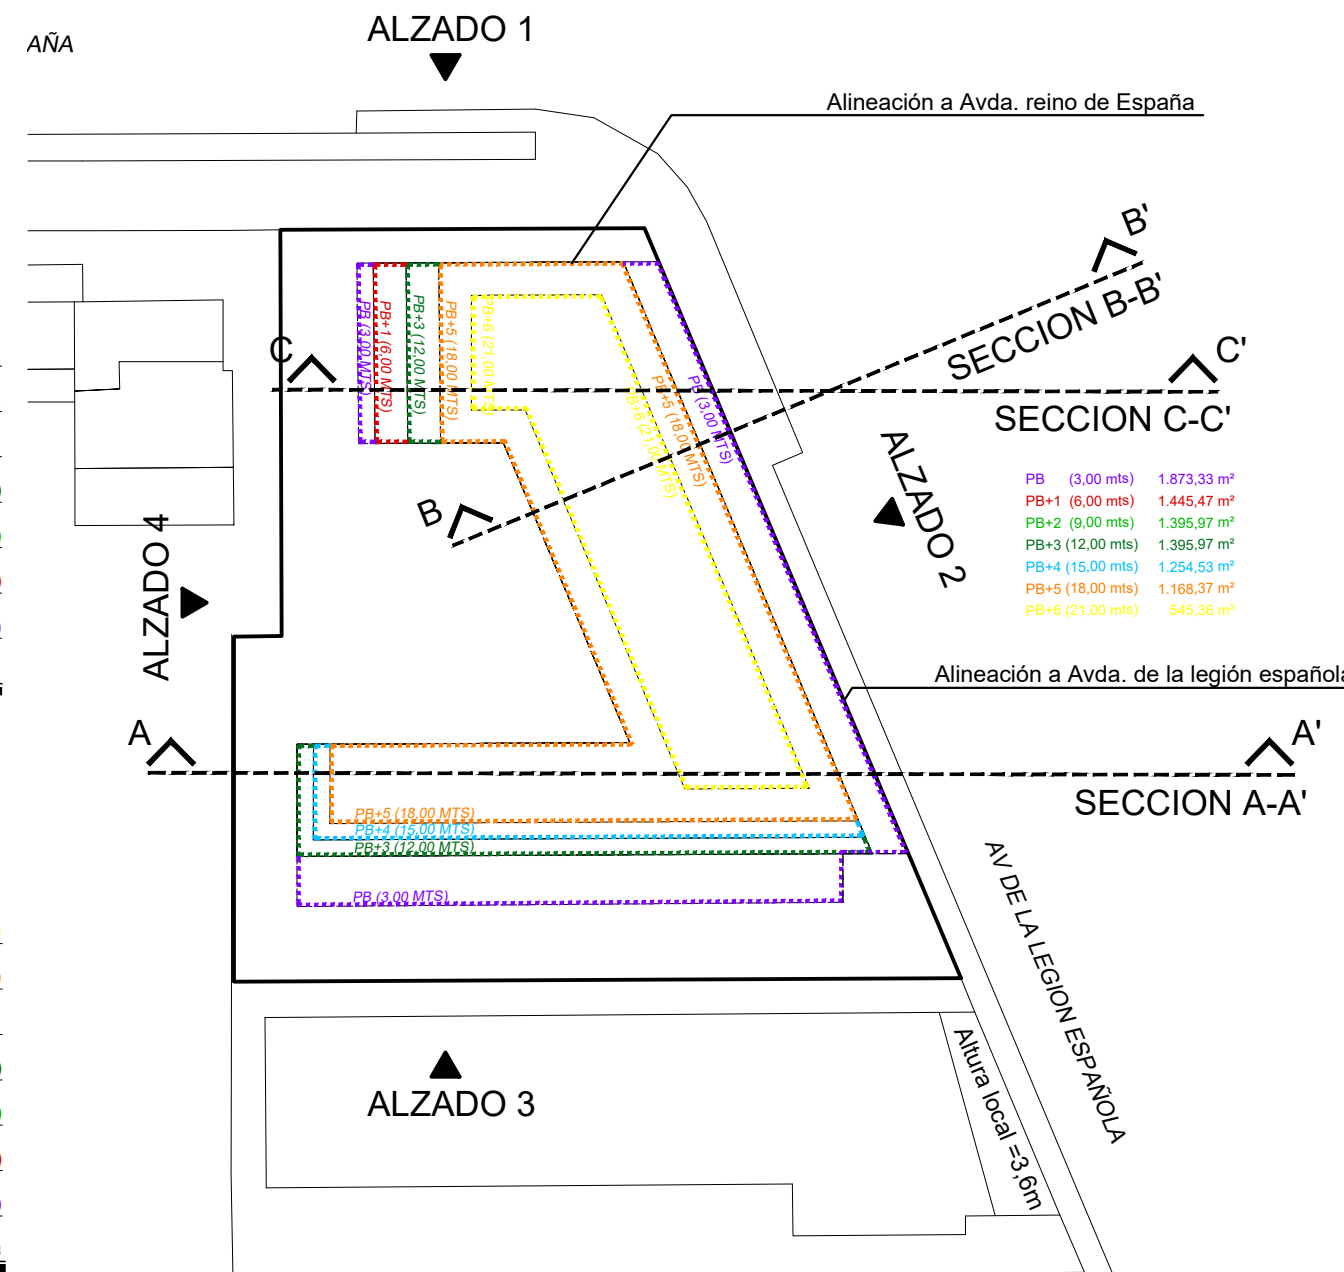 AÑA
ALZADO 1
Alineación a Avda. reino de España
B'
SECCION B-B'
C
C'
SECCION C-C'
PB (3,00 MTS)
PB+1 (6,00 MTS)
PB+3 (12,00 MTS)
PB+5 (18,00 MTS)
PB+6 (21,00 MTS)
PB+6 (21,00 MTS)
PB+5 (18,00 MTS)
PB (3,00 MTS)
B
ALZADO 2
PB (3,00 mts) 1.873,33 m²
PB+1 (6,00 mts) 1.445,47 m²
PB+2 (9,00 mts) 1.395,97 m²
PB+3 (12,00 mts) 1.395,97 m²
PB+4 (15,00 mts) 1.254,53 m²
PB+5 (18,00 mts) 1.168,37 m²
PB+6 (21,00 mts) 545,36 m²
ALZADO 4
Alineación a Avda. de la legión española
A
A'
SECCION A-A'
PB+5 (18,00 MTS)
PB+4 (15,00 MTS)
PB+3 (12,00 MTS)
PB (3,00 MTS)
AV DE LA LEGION ESPAÑOLA
Altura local =3,6m
ALZADO 3